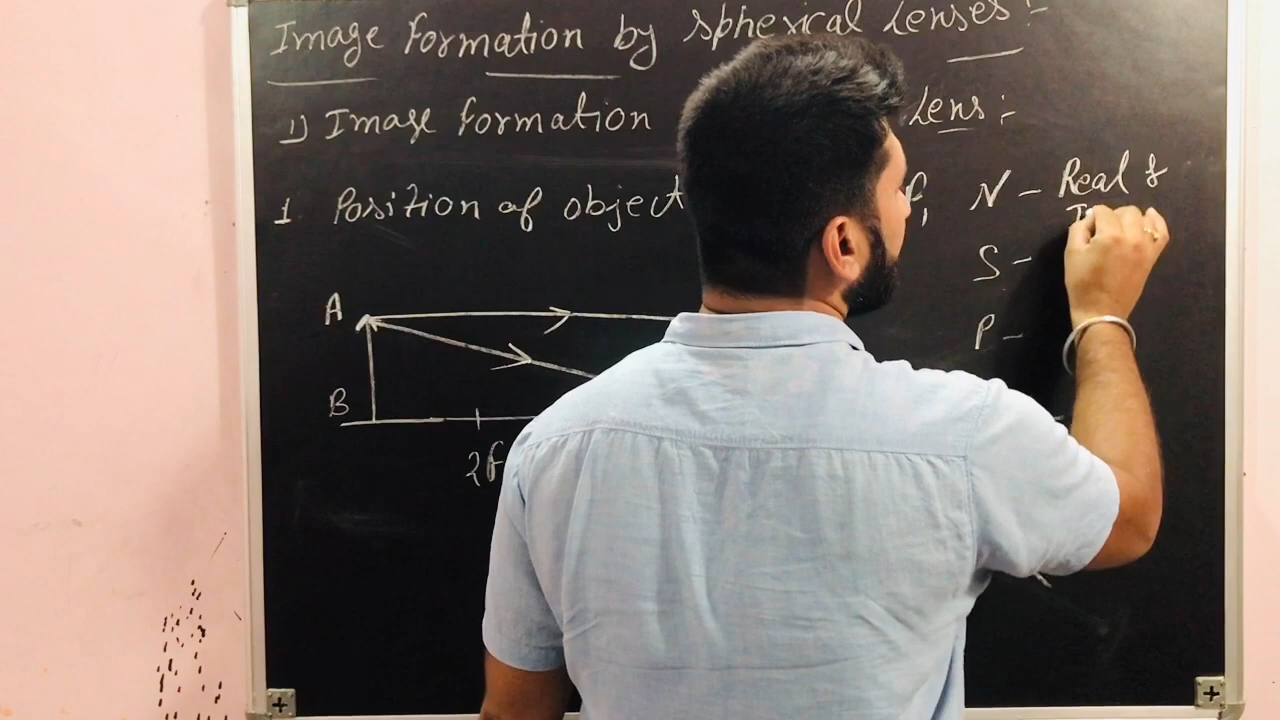 Image Formation by Spherical Lenses :-
1) Image Formation Lens :-
1 Position of object
N - Real &
S -
P -
A
B
2F